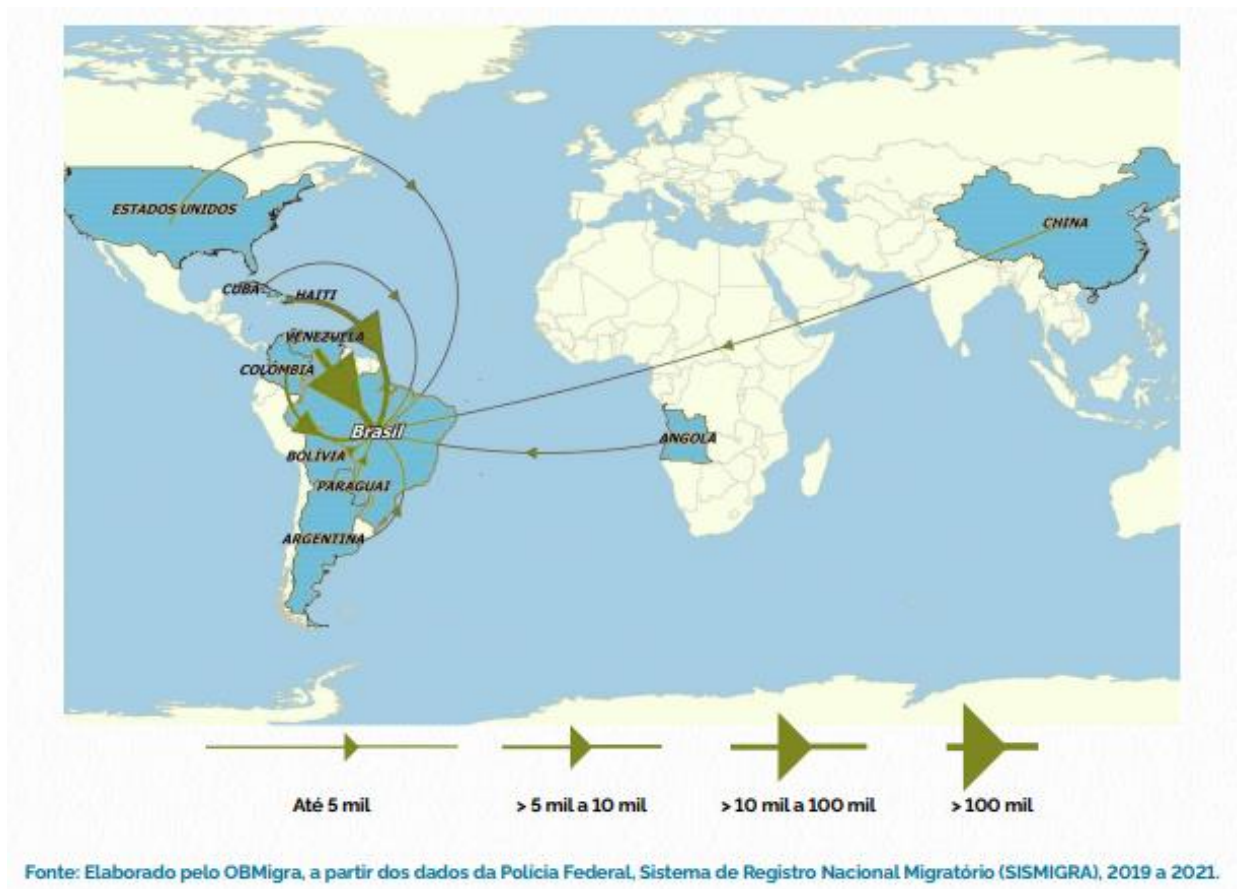 ESTADOS UNIDOS
CHINA
CUBA
HAITI
VENEZUELA
COLÔMBIA
Brasil
ANGOLA
BOLÍVIA
PARAGUAI
ARGENTINA
Até 5 mil
> 5 mil a 10 mil
> 10 mil a 100 mil
> 100 mil
Fonte: Elaborado pelo OBMigra, a partir dos dados da Polícia Federal, Sistema de Registro Nacional Migratório (SISMIGRA), 2019 a 2021.